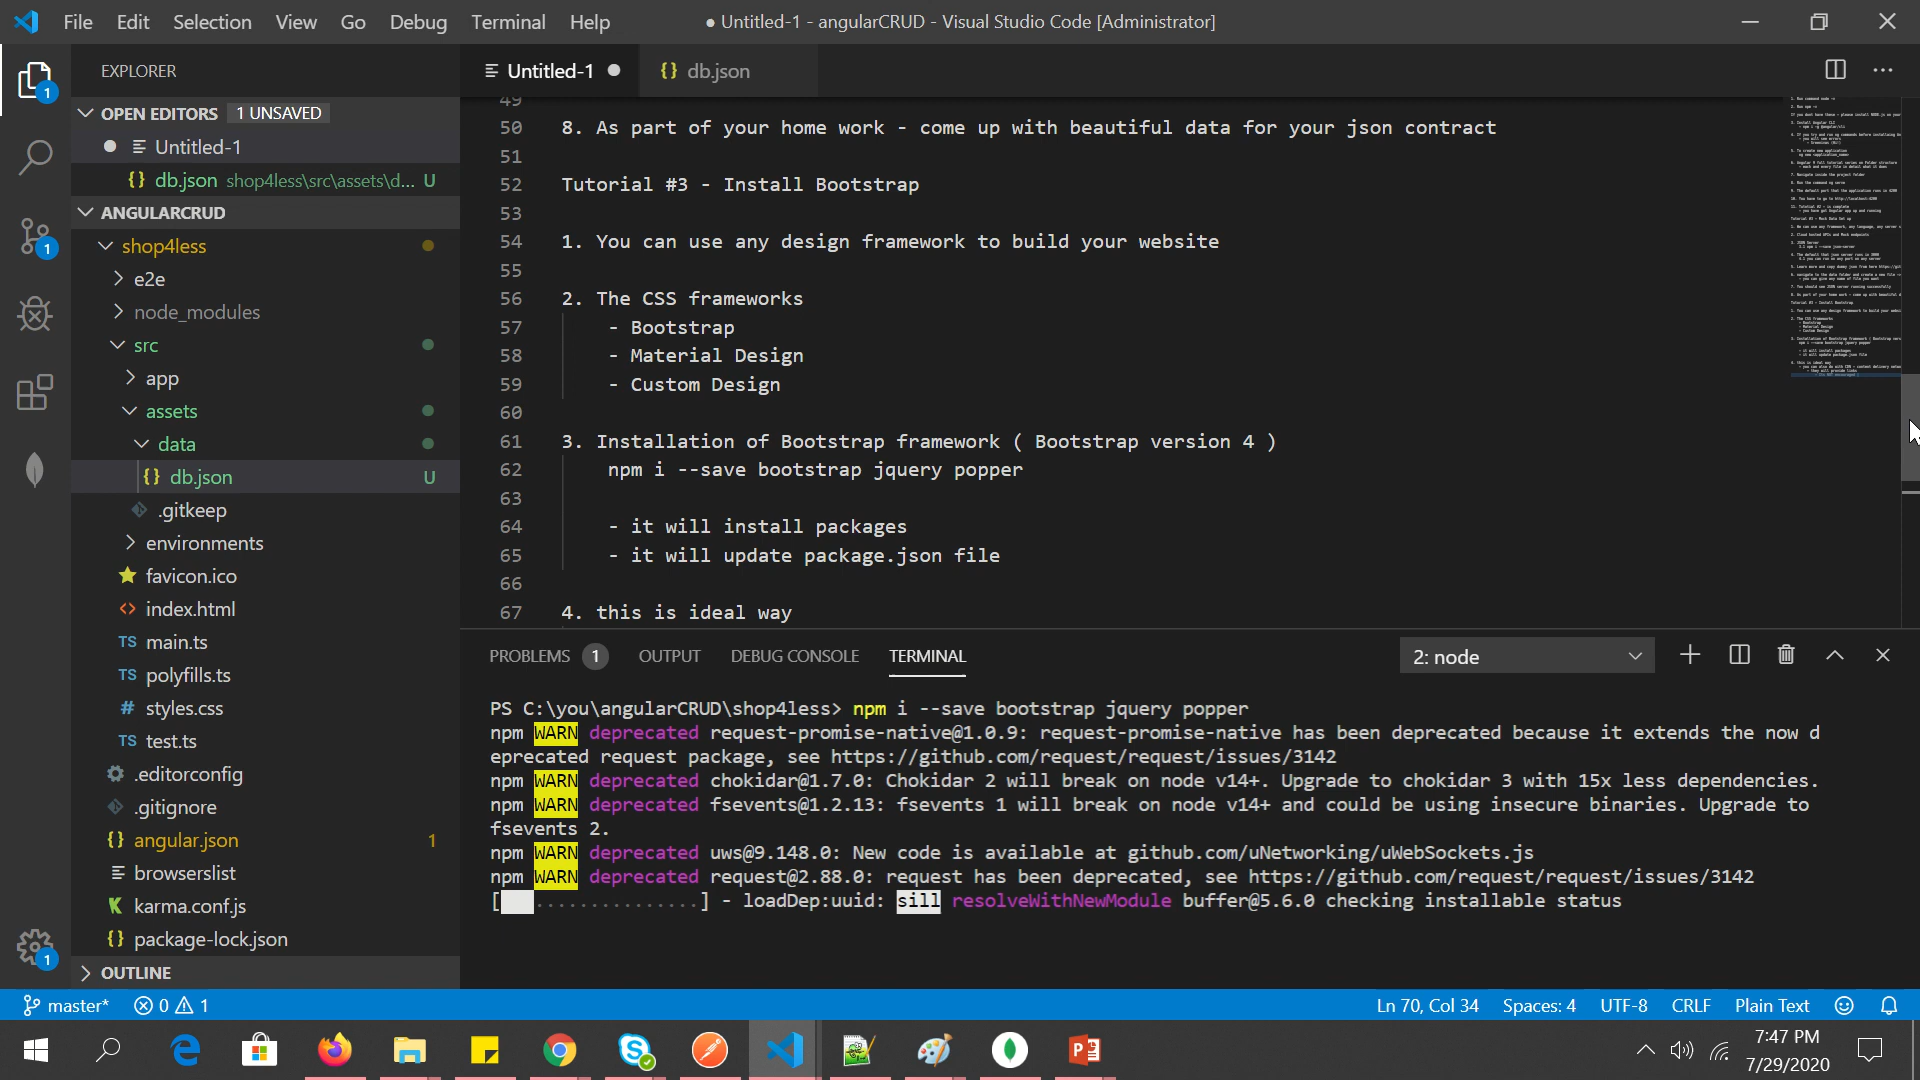 File Edit Selection View Go Debug Terminal Help
● Untitled-1 - angularCRUD - Visual Studio Code [Administrator]
EXPLORER
OPEN EDITORS 1 UNSAVED
Untitled-1
{} db.json shop4less\src\assets\d... U
ANGULARCRUD
shop4less
e2e
node_modules
src
app
assets
data
{} db.json U
.gitkeep
environments
favicon.ico
<> index.html
TS main.ts
TS polyfills.ts
# styles.css
TS test.ts
.editorconfig
.gitignore
{} angular.json 1
browserslist
karma.conf.js
{} package-lock.json
OUTLINE
1
1
1
Untitled-1
{} db.json
49
50 8. As part of your home work - come up with beautiful data for your json contract
51
52 Tutorial #3 - Install Bootstrap
53
54 1. You can use any design framework to build your website
55
56 2. The CSS frameworks
57 - Bootstrap
58 - Material Design
59 - Custom Design
60
61 3. Installation of Bootstrap framework ( Bootstrap version 4 )
62 npm i --save bootstrap jquery popper
63
64 - it will install packages
65 - it will update package.json file
66
67 4. this is ideal way
PROBLEMS 1 OUTPUT DEBUG CONSOLE TERMINAL
2: node
PS C:\you\angularCRUD\shop4less> npm i --save bootstrap jquery popper
npm WARN deprecated request-promise-native@1.0.9: request-promise-native has been deprecated because it extends the now d
eprecated request package, see https://github.com/request/request/issues/3142
npm WARN deprecated chokidar@1.7.0: Chokidar 2 will break on node v14+. Upgrade to chokidar 3 with 15x less dependencies.
npm WARN deprecated fsevents@1.2.13: fsevents 1 will break on node v14+ and could be using insecure binaries. Upgrade to
fsevents 2.
npm WARN deprecated uws@9.148.0: New code is available at github.com/uNetworking/uWebSockets.js
npm WARN deprecated request@2.88.0: request has been deprecated, see https://github.com/request/request/issues/3142
[ ...............] - loadDep:uuid: sill resolveWithNewModule buffer@5.6.0 checking installable status
master* 0 1
Ln 70, Col 34 Spaces: 4 UTF-8 CRLF Plain Text
7:47 PM
7/29/2020